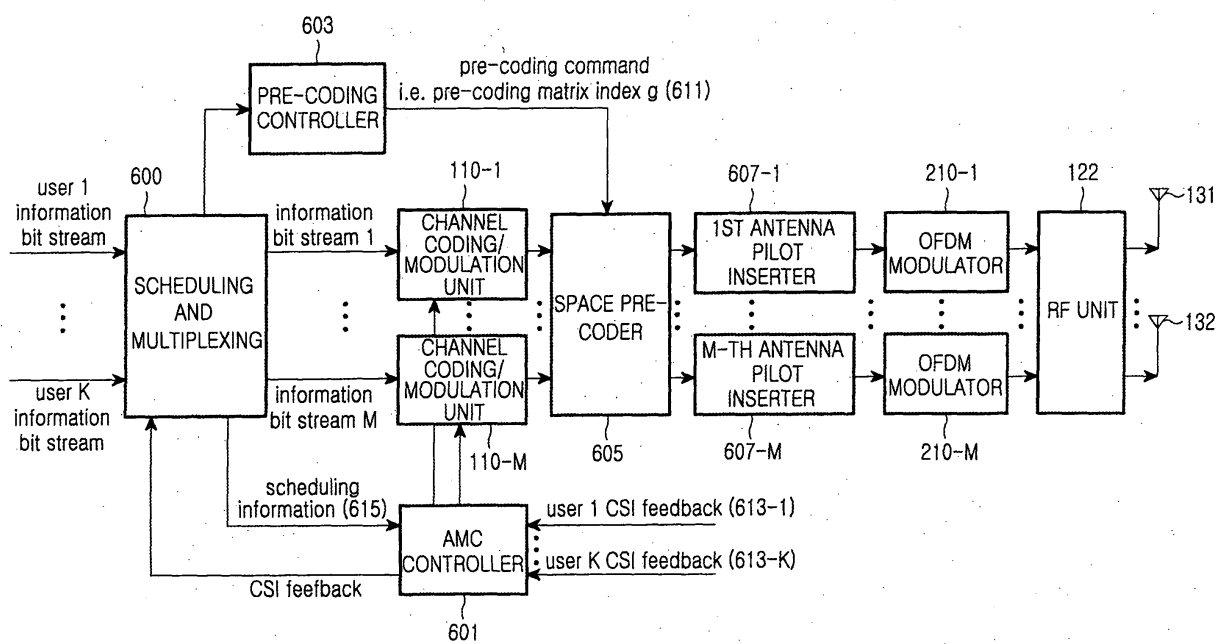 603
PRE-CODING
CONTROLLER
pre-coding command
i.e. pre-coding matrix index g (611)
600
110-1
607-1
210-1
122
131
user 1
information
bit stream
SCHEDULING
AND
MULTIPLEXING
information
bit stream 1
CHANNEL
CODING/
MODULATION
UNIT
SPACE PRE-
CODER
1ST ANTENNA
PILOT
INSERTER
OFDM
MODULATOR
RF UNIT
132
user K
information
bit stream
information
bit stream M
CHANNEL
CODING/
MODULATION
UNIT
M-TH ANTENNA
PILOT
INSERTER
OFDM
MODULATOR
110-M
605
607-M
210-M
scheduling
information (615)
CSI feefback
AMC
CONTROLLER
user 1 CSI feedback (613-1)
user K CSI feedback (613-K)
601